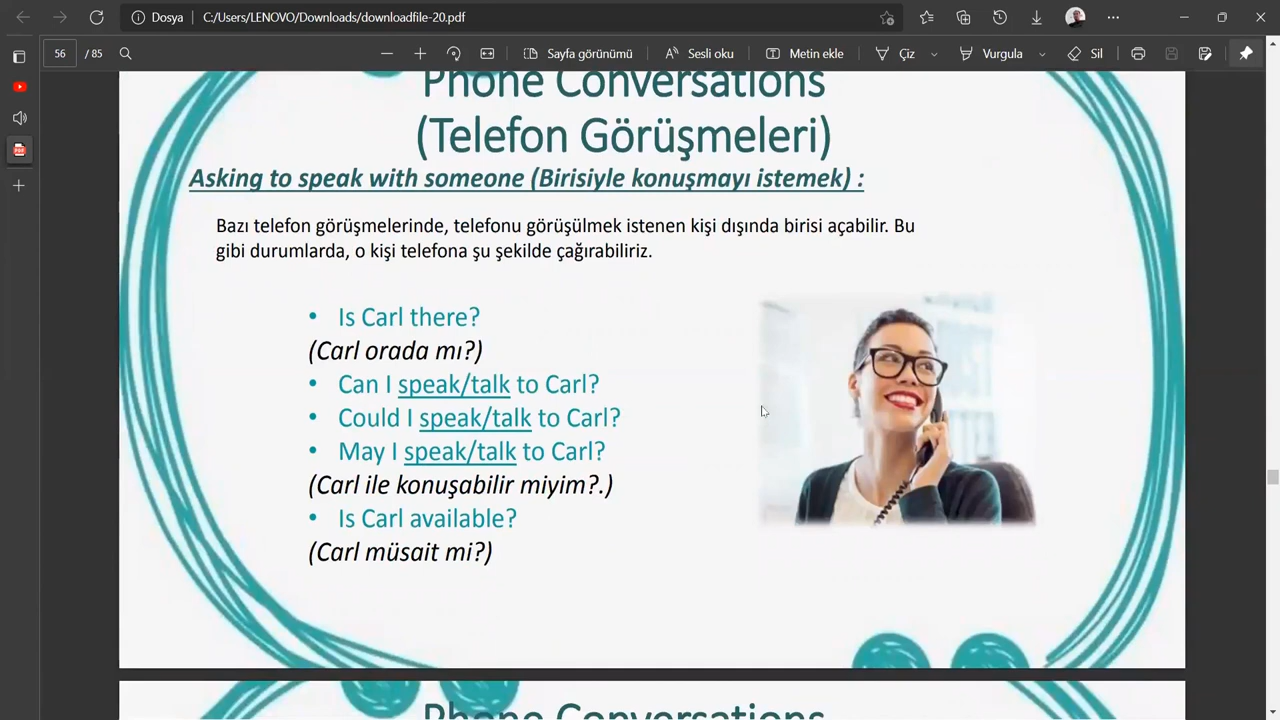 Dosya
C:/Users/LENOVO/Downloads/downloadfile-20.pdf
56 / 85
Sayfa görünümü
Sesli oku
Metin ekle
Çiz
Vurgula
Sil
Phone Conversations
(Telefon Görüşmeleri)
Asking to speak with someone (Birisiyle konuşmayı istemek) :
Bazı telefon görüşmelerinde, telefonu görüşülmek istenen kişi dışında birisi açabilir. Bu
gibi durumlarda, o kişi telefona şu şekilde çağırabiliriz.
• Is Carl there?
(Carl orada mı?)
• Can I speak/talk to Carl?
• Could I speak/talk to Carl?
• May I speak/talk to Carl?
(Carl ile konuşabilir miyim?.)
• Is Carl available?
(Carl müsait mi?)
Phone Conversations